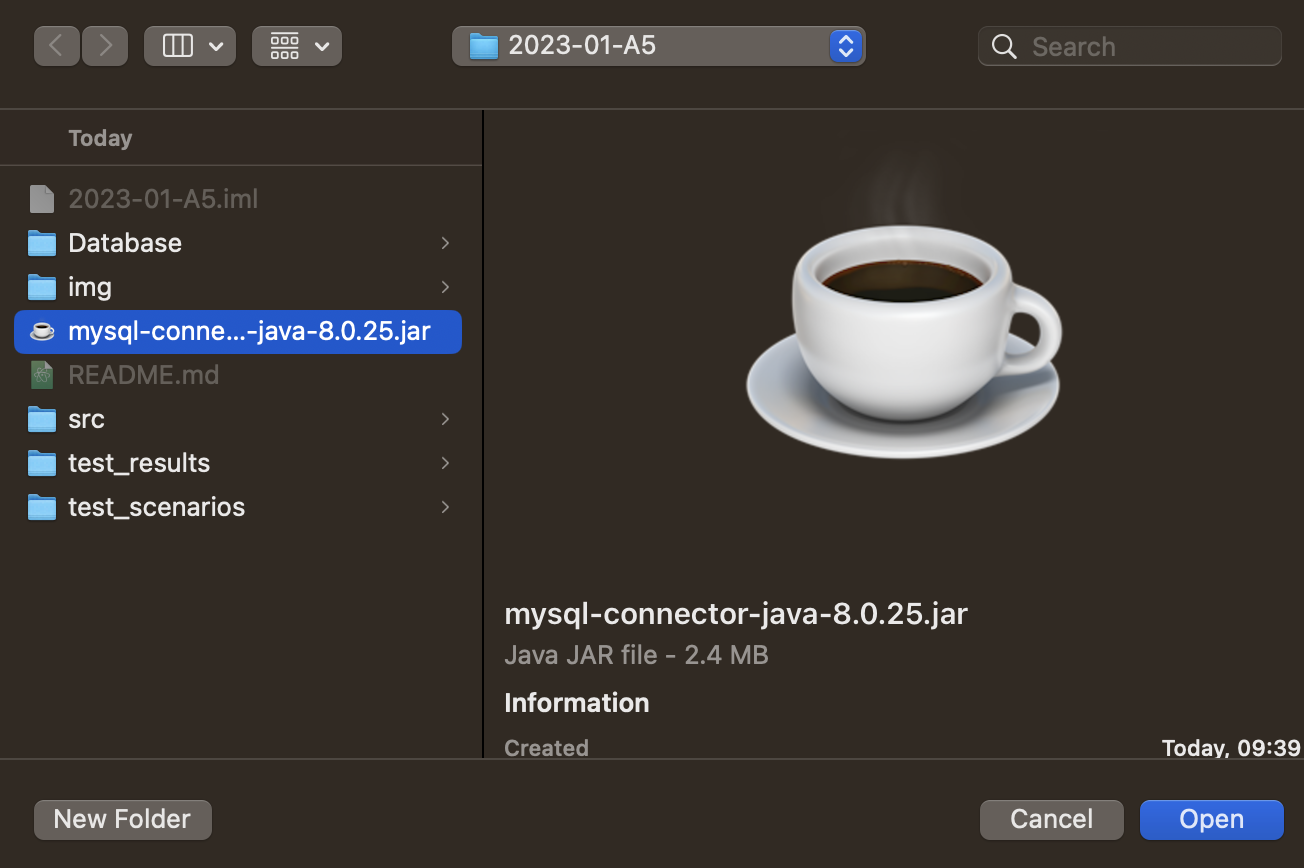 2023-01-A5
Search
Today
2023-01-A5.iml
Database
img
mysql-conne...-java-8.0.25.jar
README.md
src
test_results
test_scenarios
mysql-connector-java-8.0.25.jar
Java JAR file - 2.4 MB
Information
Created Today, 09:39
New Folder
Cancel
Open